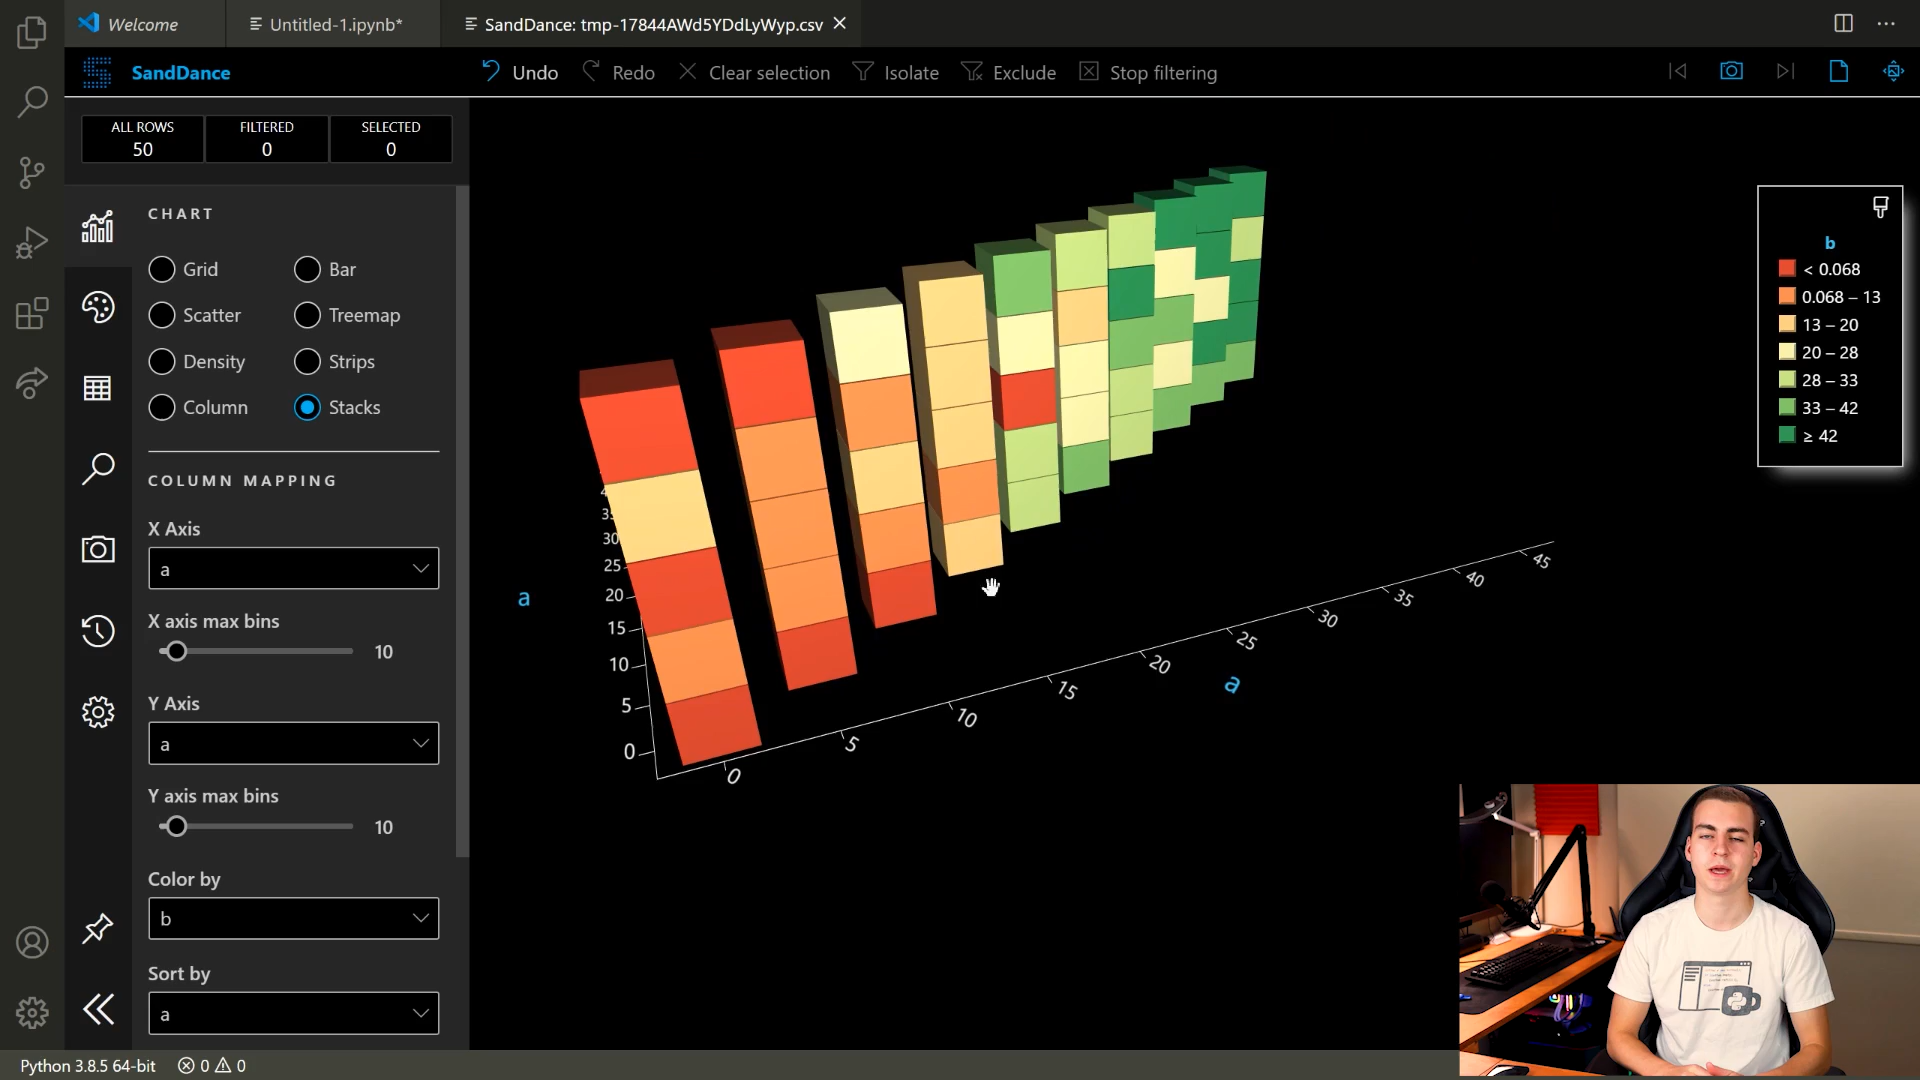 Welcome
Untitled-1.ipynb*
SandDance: tmp-17844AWd5YDdLyWyp.csv
SandDance
Undo
Redo
Clear selection
Isolate
Exclude
Stop filtering
ALL ROWS
50
FILTERED
0
SELECTED
0
CHART
Grid
Bar
Scatter
Treemap
Density
Strips
Column
Stacks
COLUMN MAPPING
X Axis
a
X axis max bins
10
Y Axis
a
Y axis max bins
10
Color by
b
Sort by
a
35
30
25
20
15
10
5
0
a
0
5
10
15
20
25
30
35
40
45
a
b
< 0.068
0.068 – 13
13 – 20
20 – 28
28 – 33
33 – 42
≥ 42
Python 3.8.5 64-bit
0
0